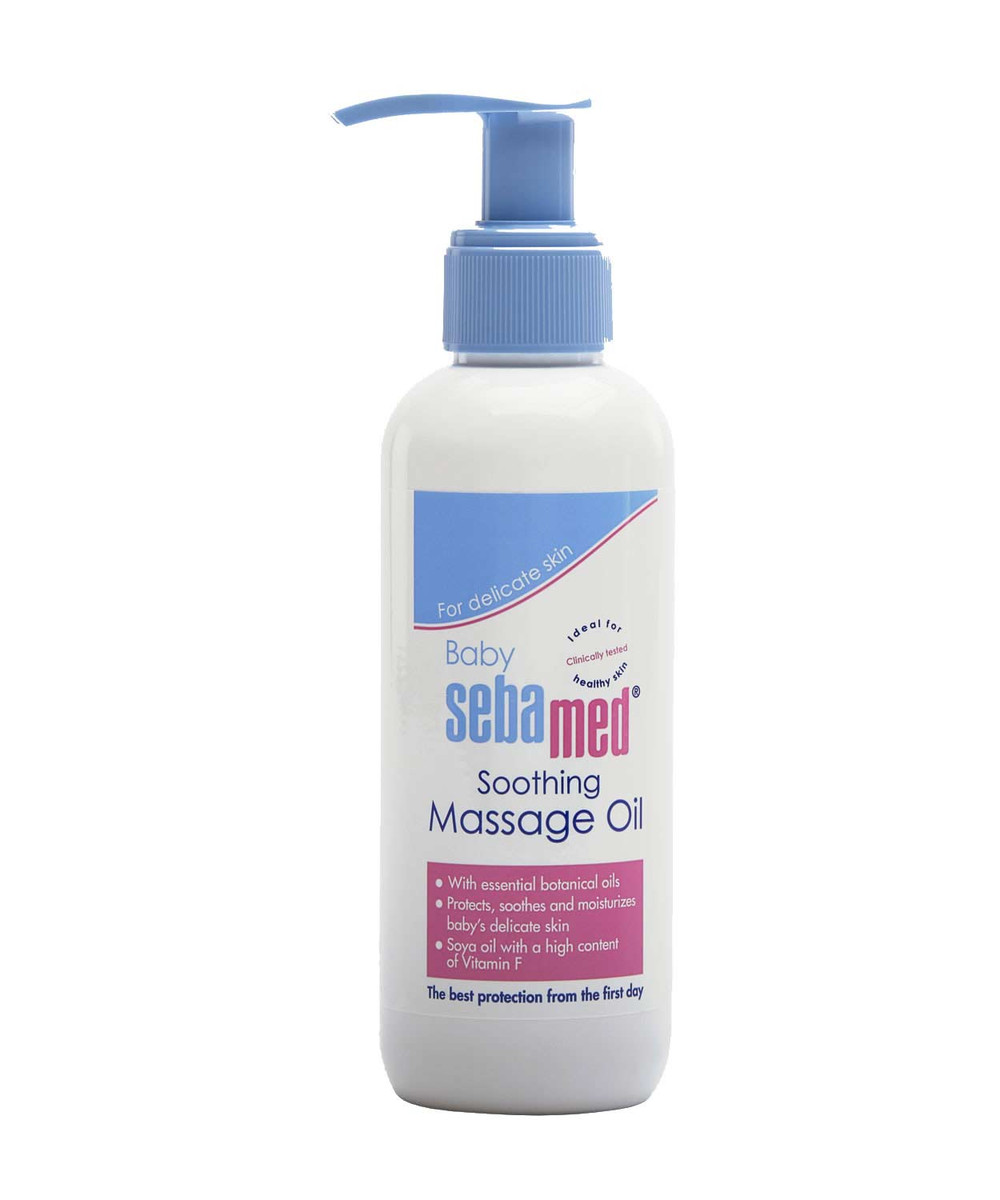 For delicate skin
Ideal for
Clinically tested
healthy skin
Baby
sebamed®
Soothing
Massage Oil
• With essential botanical oils
• Protects, soothes and moisturizes
baby's delicate skin
• Soya oil with a high content
of Vitamin F
The best protection from the first day